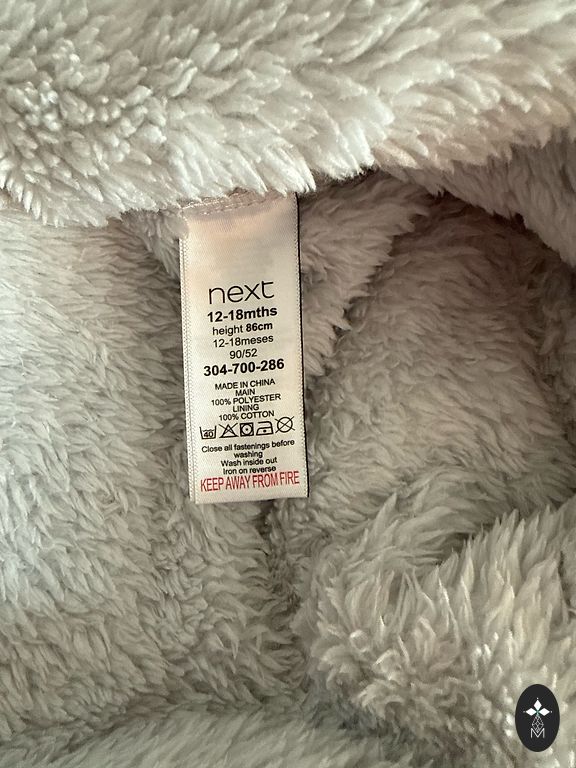 next
12-18mths
height 86cm
12-18meses
90/52
304-700-286
MADE IN CHINA
MAIN
100% POLYESTER
LINING
100% COTTON
40
Close all fastenings before
washing
Wash inside out
Iron on reverse
KEEP AWAY FROM FIRE
M